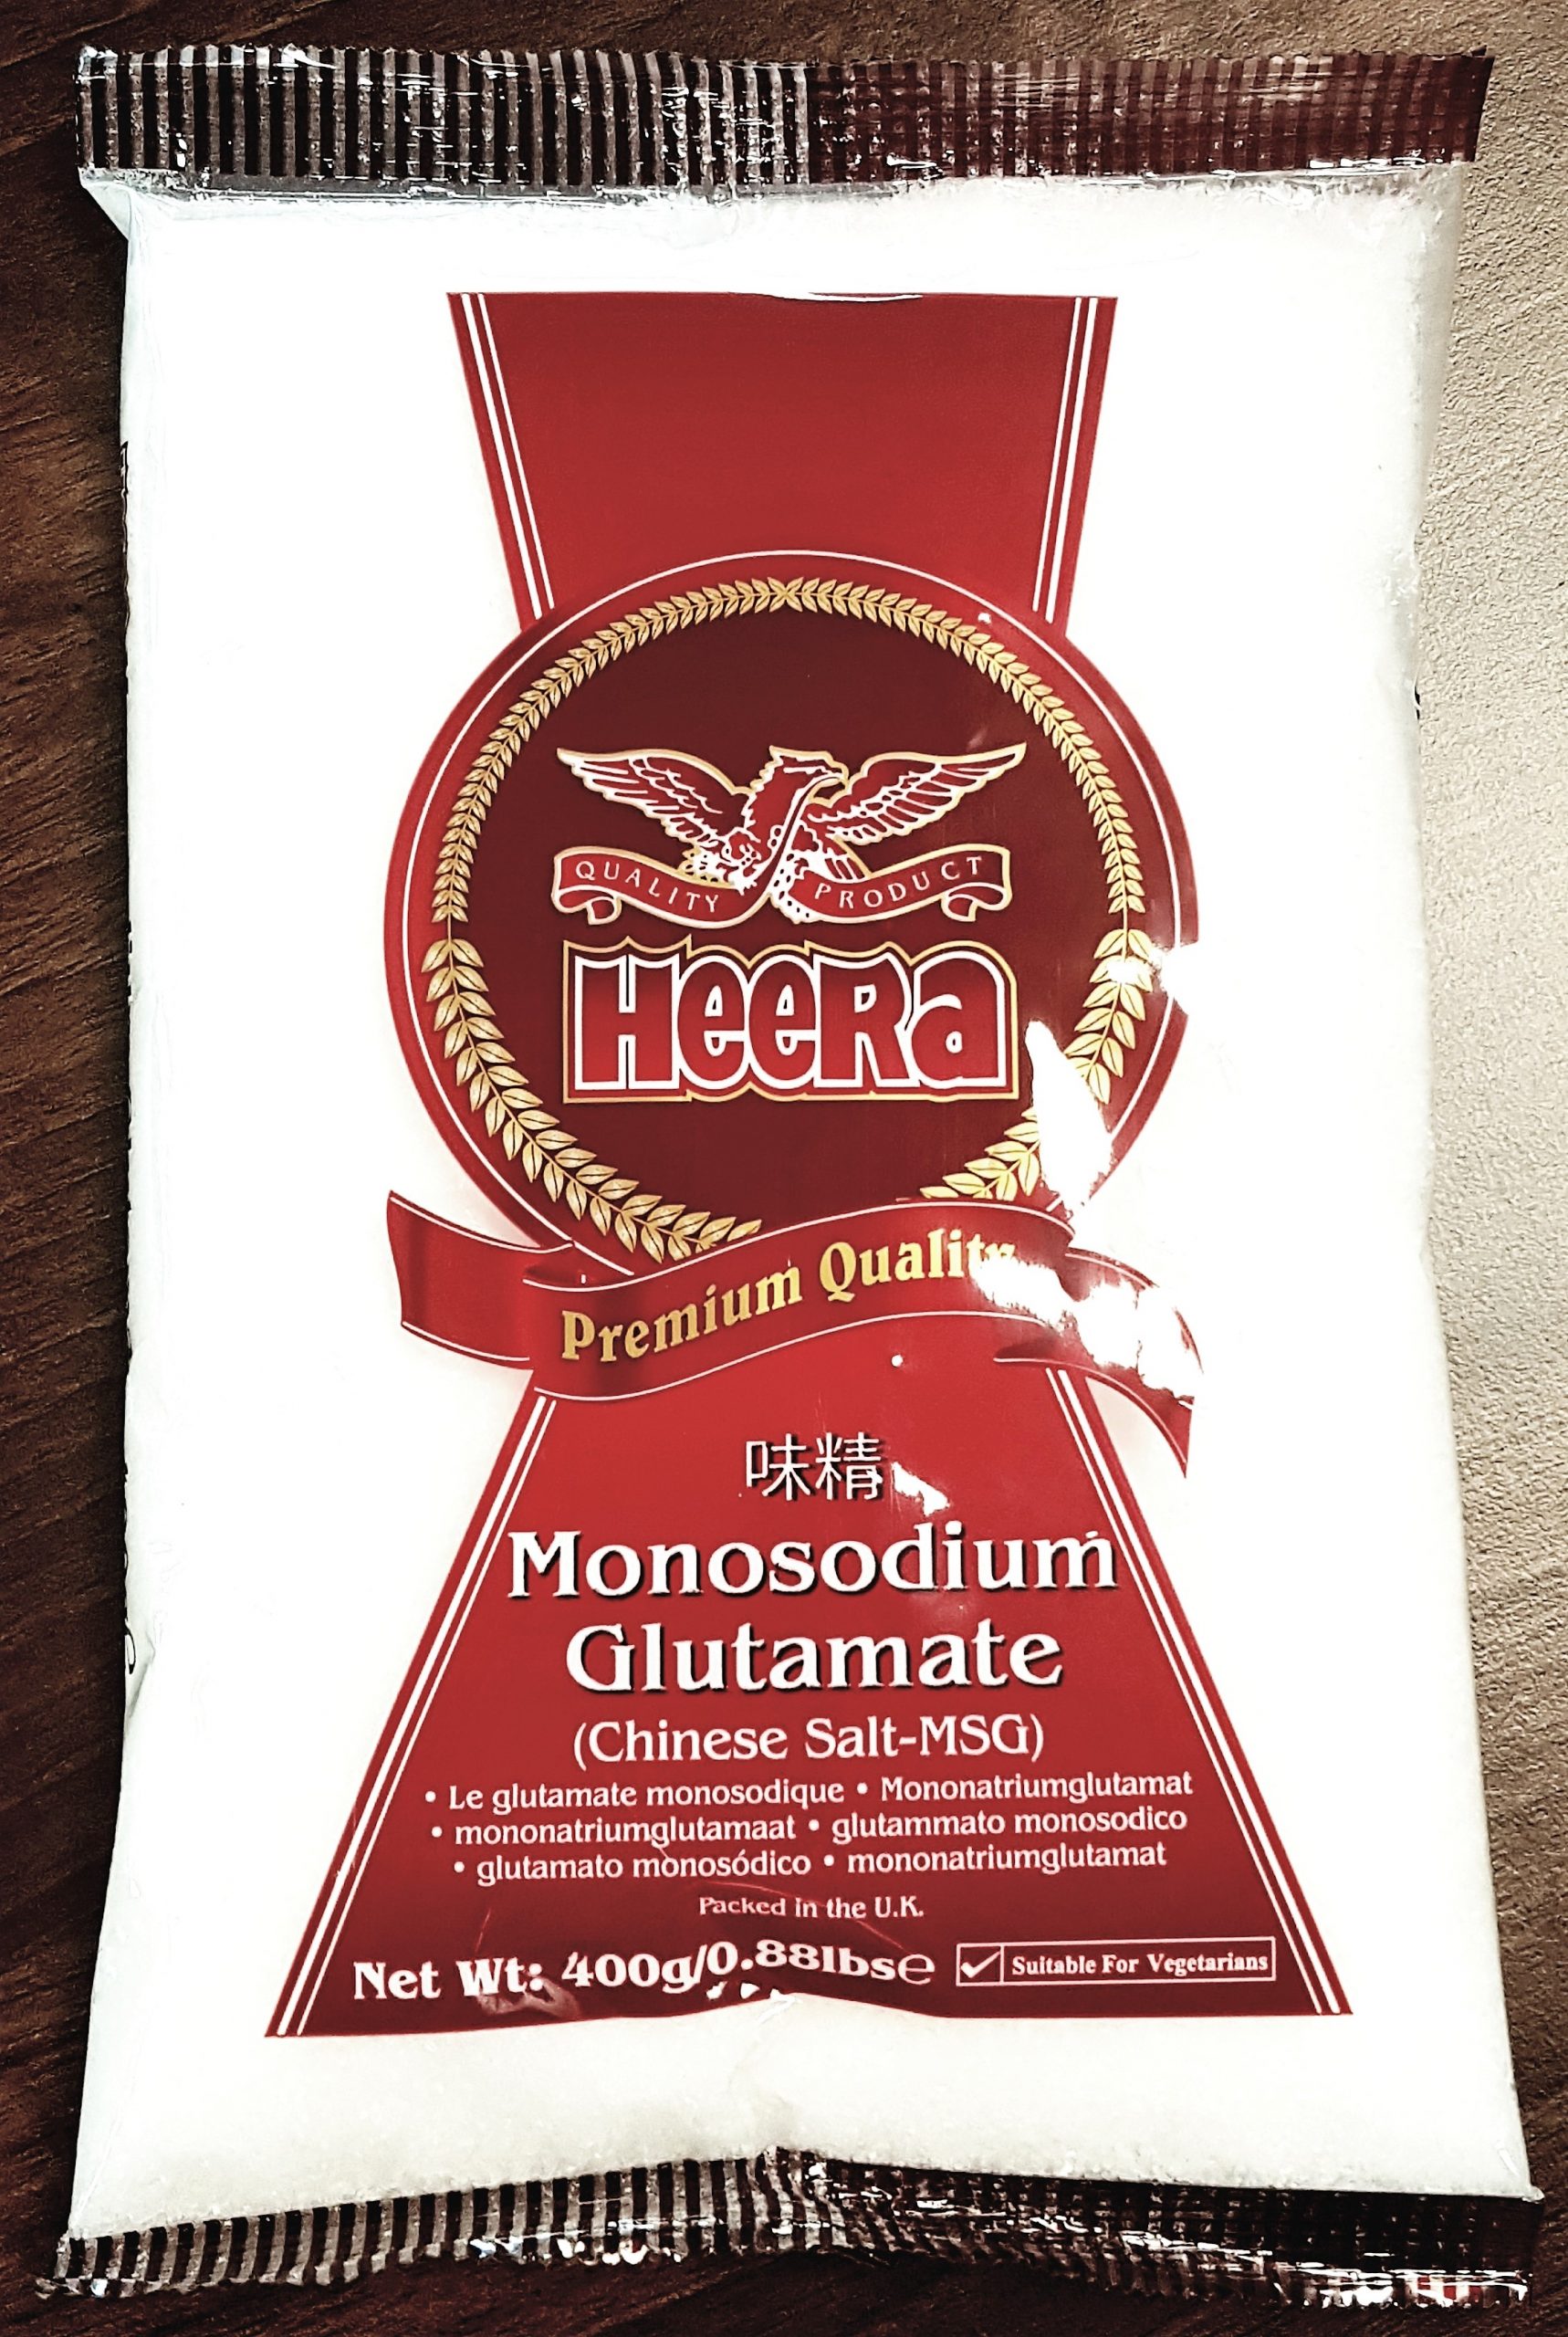 QUALITY PRODUCT
HeeRa
Premium Quality
味精
Monosodium
Glutamate
(Chinese Salt-MSG)
• Le glutamate monosodique • Mononatriumglutamat
• mononatriumglutamaat • glutammato monosodico
• glutamato monosódico • mononatriumglutamat
Packed in the U.K.
Net Wt: 400g/0.88lbs℮
Suitable For Vegetarians